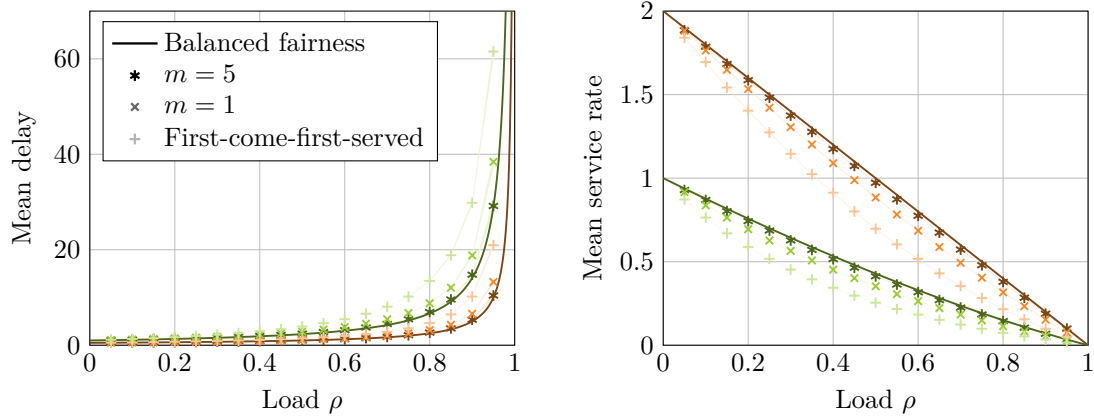 Balanced fairness
m = 5
m = 1
First-come-first-served
Mean delay
60
40
20
0
0 0.2 0.4 0.6 0.8 1
Load ρ
Mean service rate
2
1.5
1
0.5
0
0 0.2 0.4 0.6 0.8 1
Load ρ